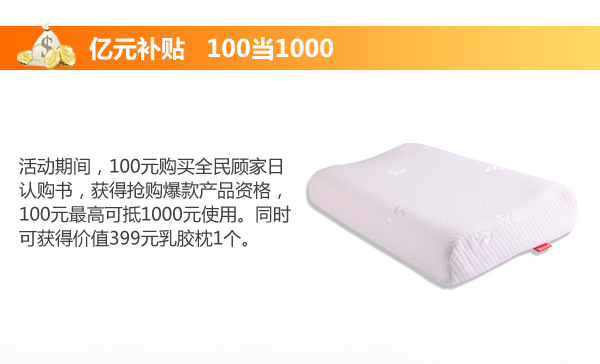 亿元补贴 100当1000
活动期间，100元购买全民顾家日
认购书，获得抢购爆款产品资格，
100元最高可抵1000元使用。同时
可获得价值399元乳胶枕1个。